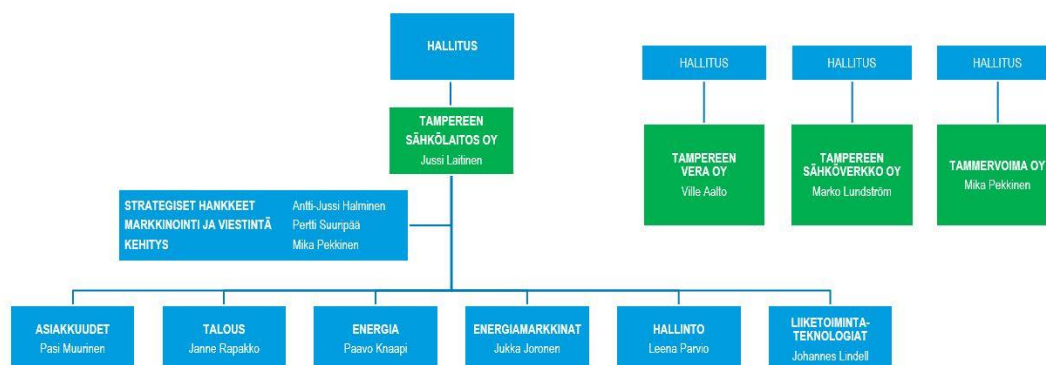 HALLITUS
TAMPEREEN
SÄHKÖLAITOS OY
Jussi Laitinen
STRATEGISET HANKKEET Antti-Jussi Halminen
MARKKINOINTI JA VIESTINTÄ Pertti Suuripää
KEHITYS Mika Pekkinen
ASIAKKUUDET
Pasi Muurinen
TALOUS
Janne Rapakko
ENERGIA
Paavo Knaapi
ENERGIAMARKKINAT
Jukka Joronen
HALLINTO
Leena Parvio
LIIKETOIMINTA-
TEKNOLOGIAT
Johannes Lindell
HALLITUS
TAMPEREEN
VERA OY
Ville Aalto
HALLITUS
TAMPEREEN
SÄHKÖVERKKO OY
Marko Lundström
HALLITUS
TAMMERVOIMA OY
Mika Pekkinen